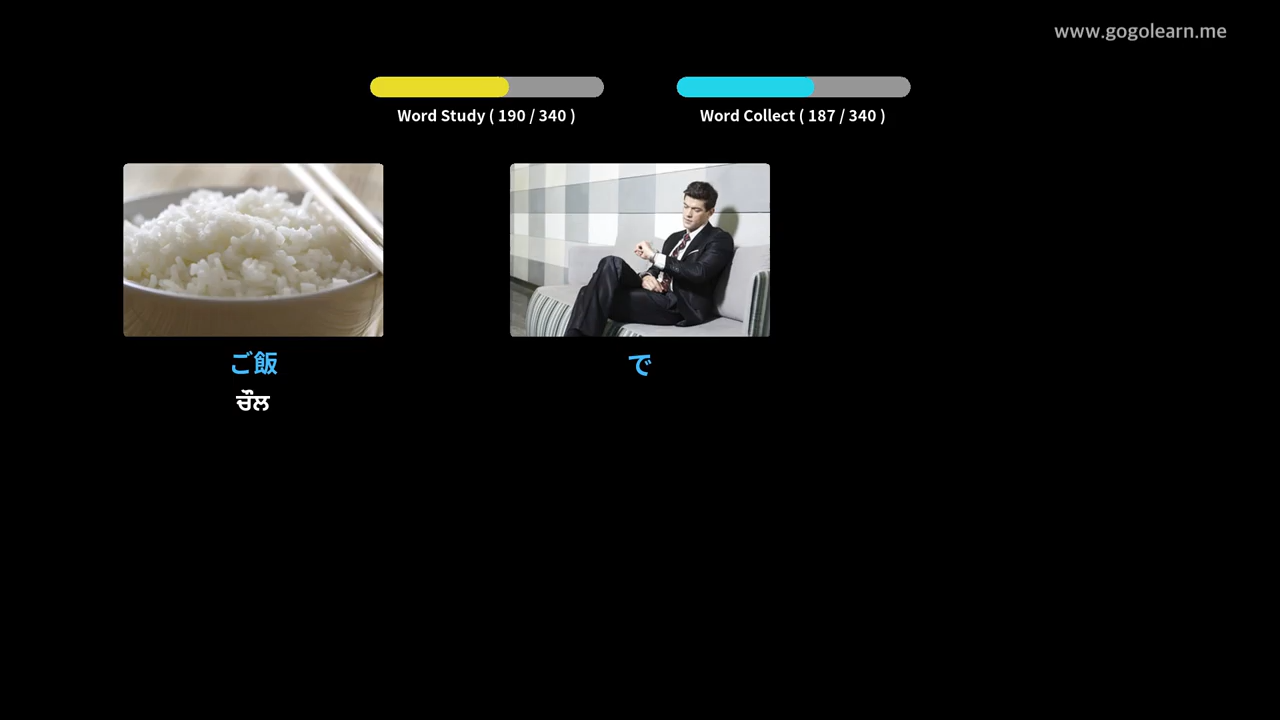 www.gogolearn.me
Word Study ( 190 / 340 )
Word Collect ( 187 / 340 )
ご飯
で
ਚੌਲ